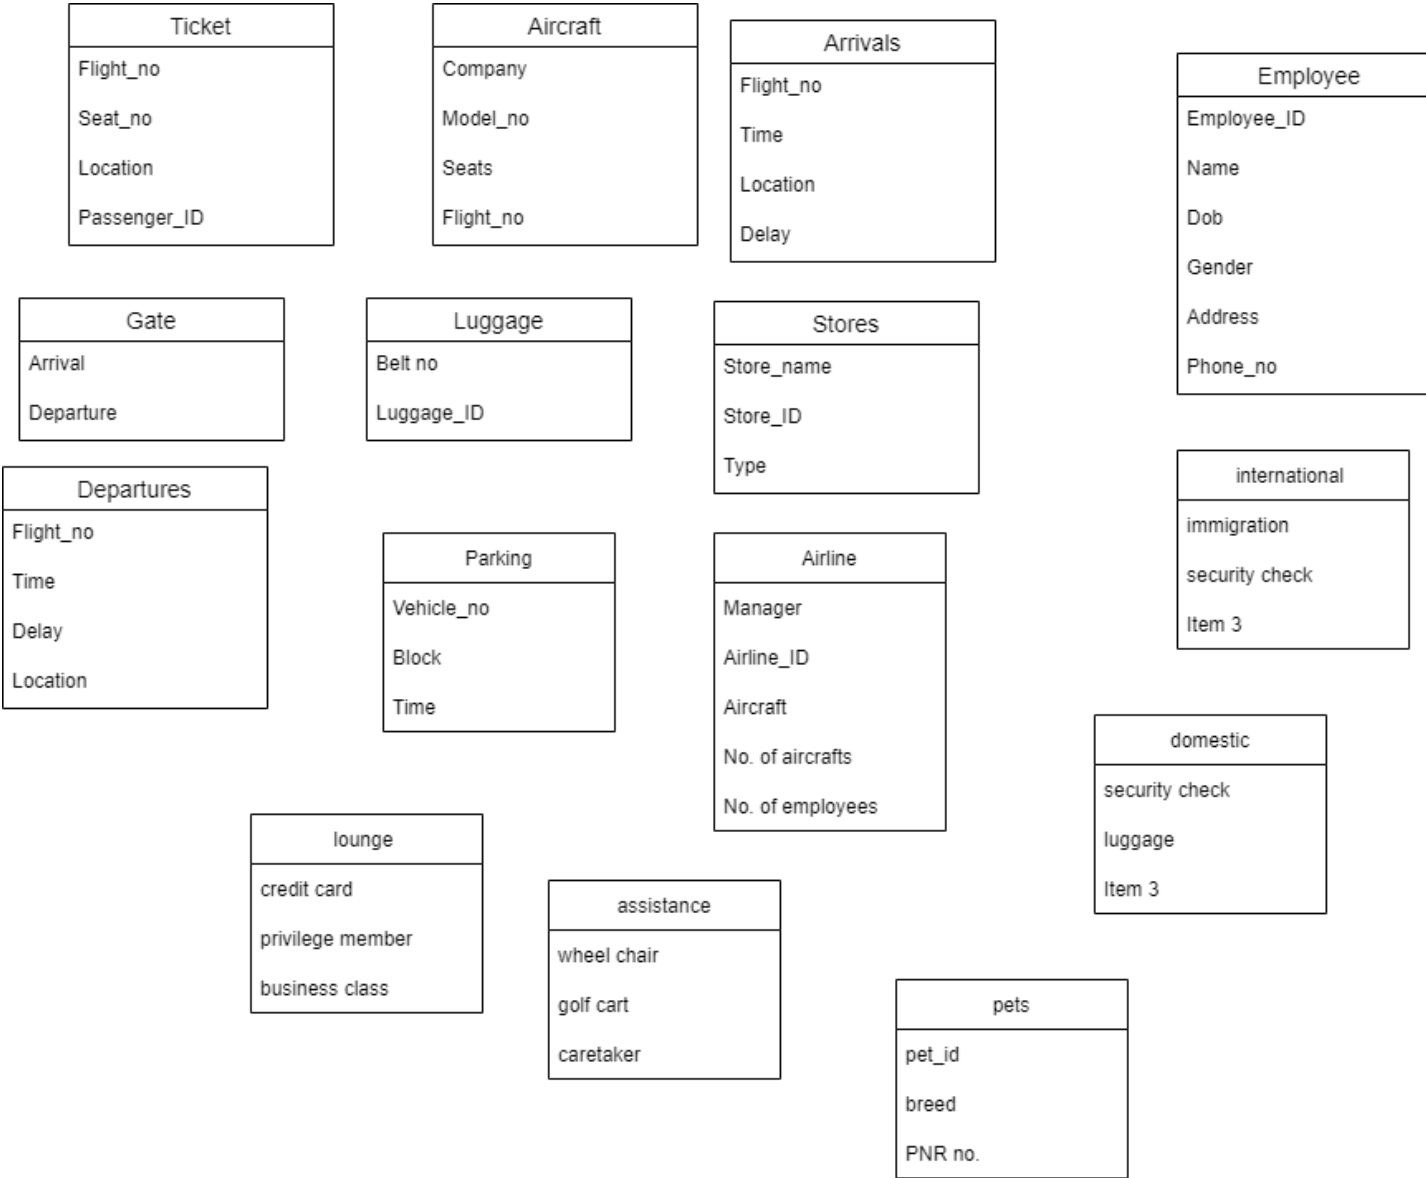 Ticket
Flight_no
Seat_no
Location
Passenger_ID
Aircraft
Company
Model_no
Seats
Flight_no
Arrivals
Flight_no
Time
Location
Delay
Employee
Employee_ID
Name
Dob
Gender
Address
Phone_no
Gate
Arrival
Departure
Luggage
Belt no
Luggage_ID
Stores
Store_name
Store_ID
Type
Departures
Flight_no
Time
Delay
Location
Parking
Vehicle_no
Block
Time
Airline
Manager
Airline_ID
Aircraft
No. of aircrafts
No. of employees
international
immigration
security check
Item 3
domestic
security check
luggage
Item 3
lounge
credit card
privilege member
business class
assistance
wheel chair
golf cart
caretaker
pets
pet_id
breed
PNR no.